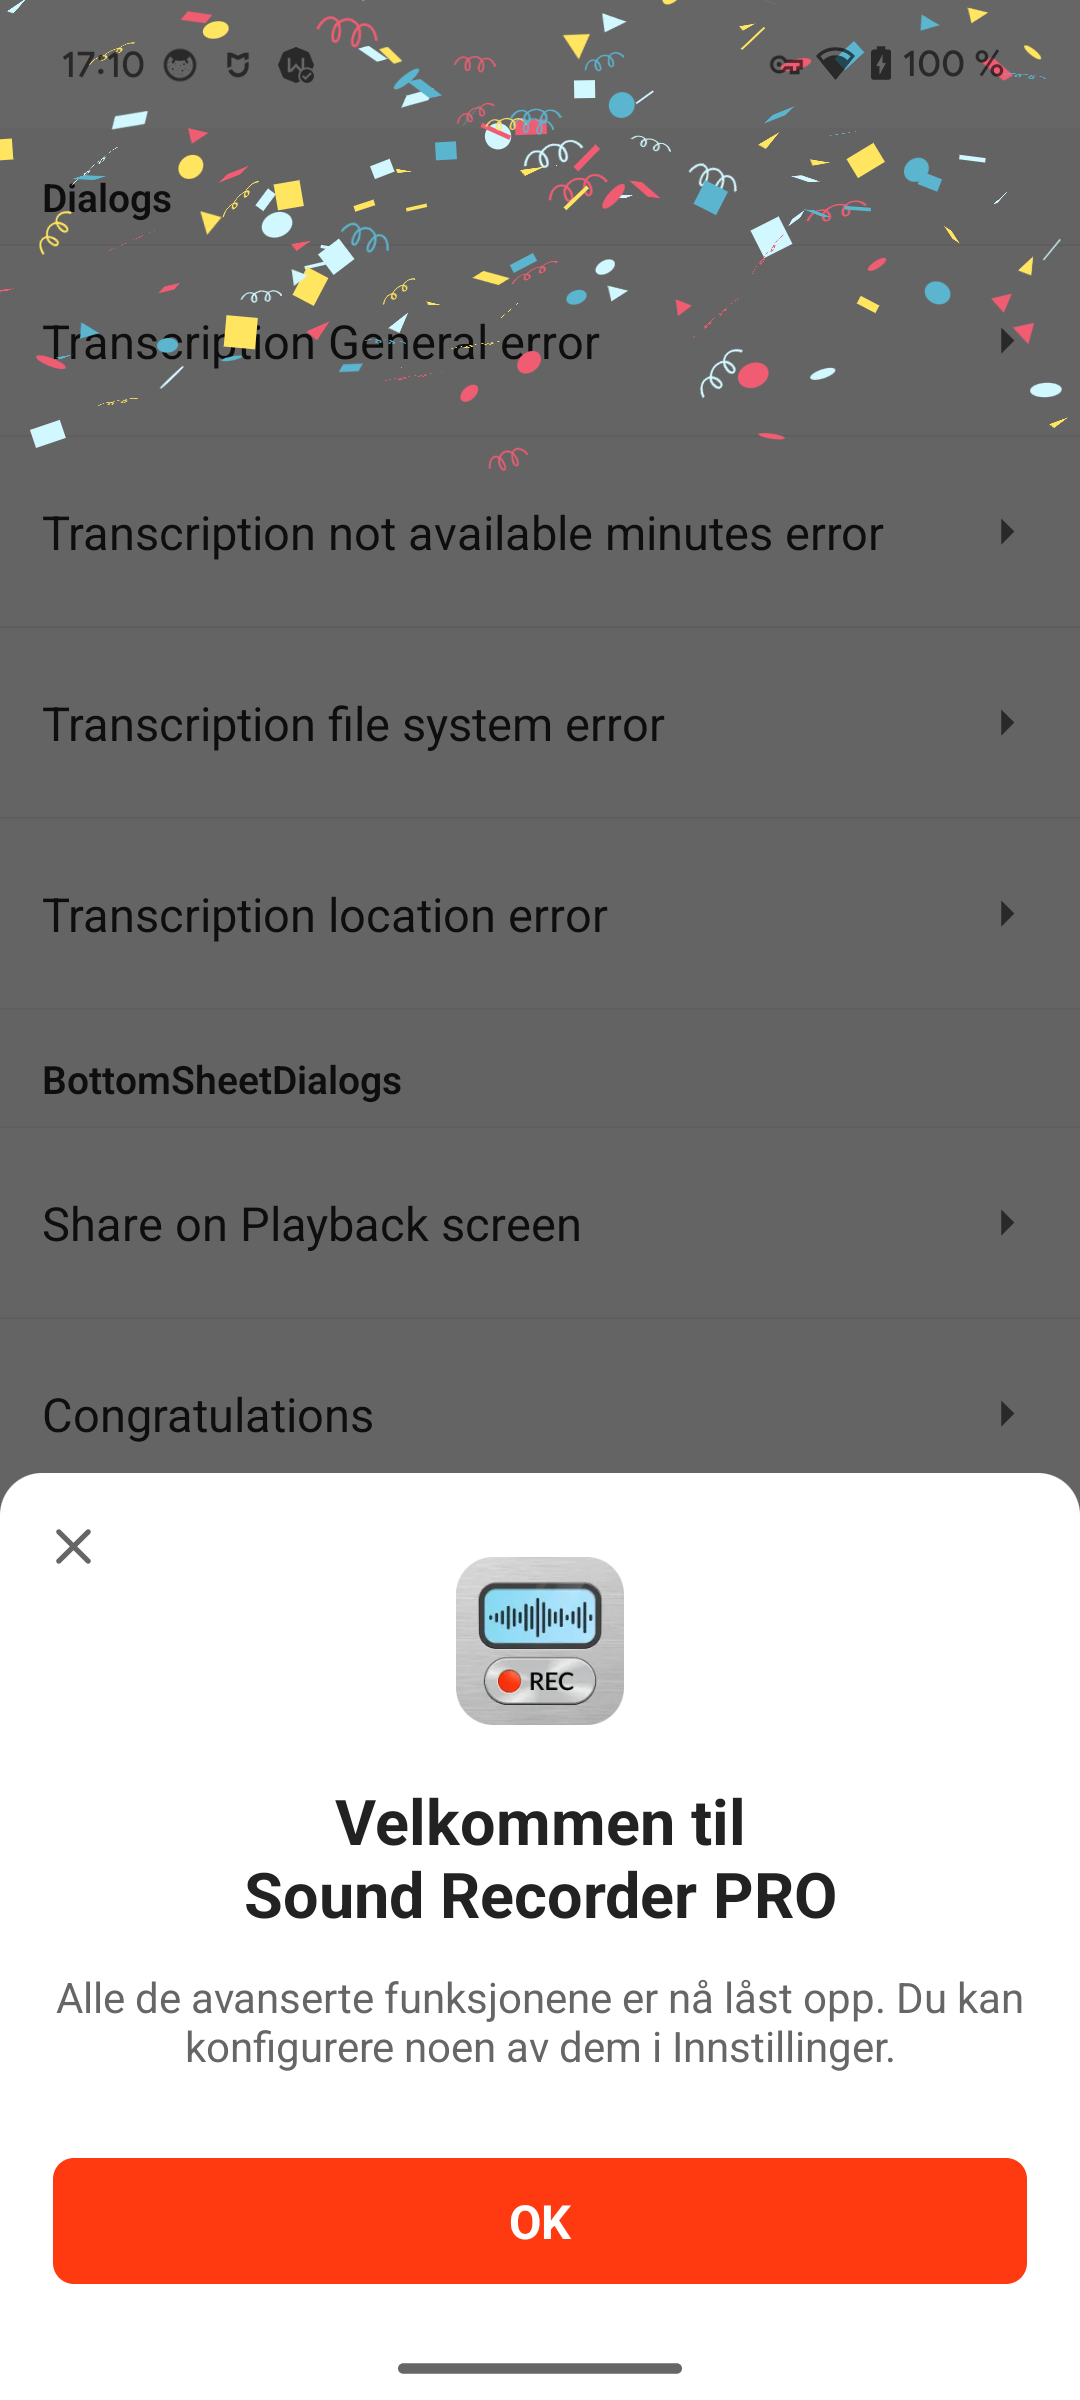 17:10
100 %
Dialogs
Transcription General error
Transcription not available minutes error
Transcription file system error
Transcription location error
BottomSheetDialogs
Share on Playback screen
Congratulations
REC
Velkommen til
Sound Recorder PRO
Alle de avanserte funksjonene er nå låst opp. Du kan
konfigurere noen av dem i Innstillinger.
OK